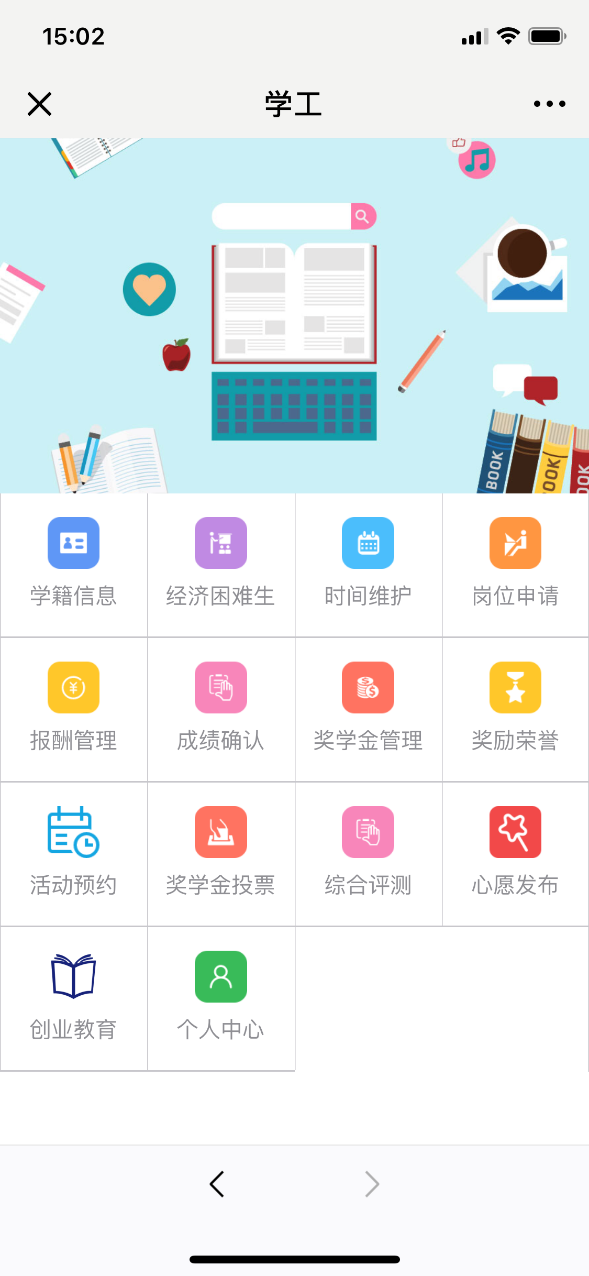 15:02
学工
BOOK
BOOK
学籍信息
经济困难生
时间维护
岗位申请
报酬管理
成绩确认
奖学金管理
奖励荣誉
活动预约
奖学金投票
综合评测
心愿发布
创业教育
个人中心